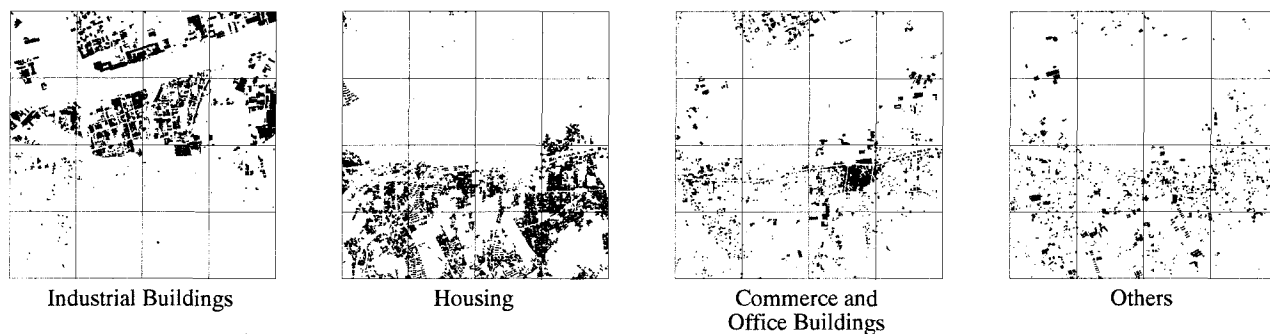 Industrial Buildings
Housing
Commerce and
Office Buildings
Others